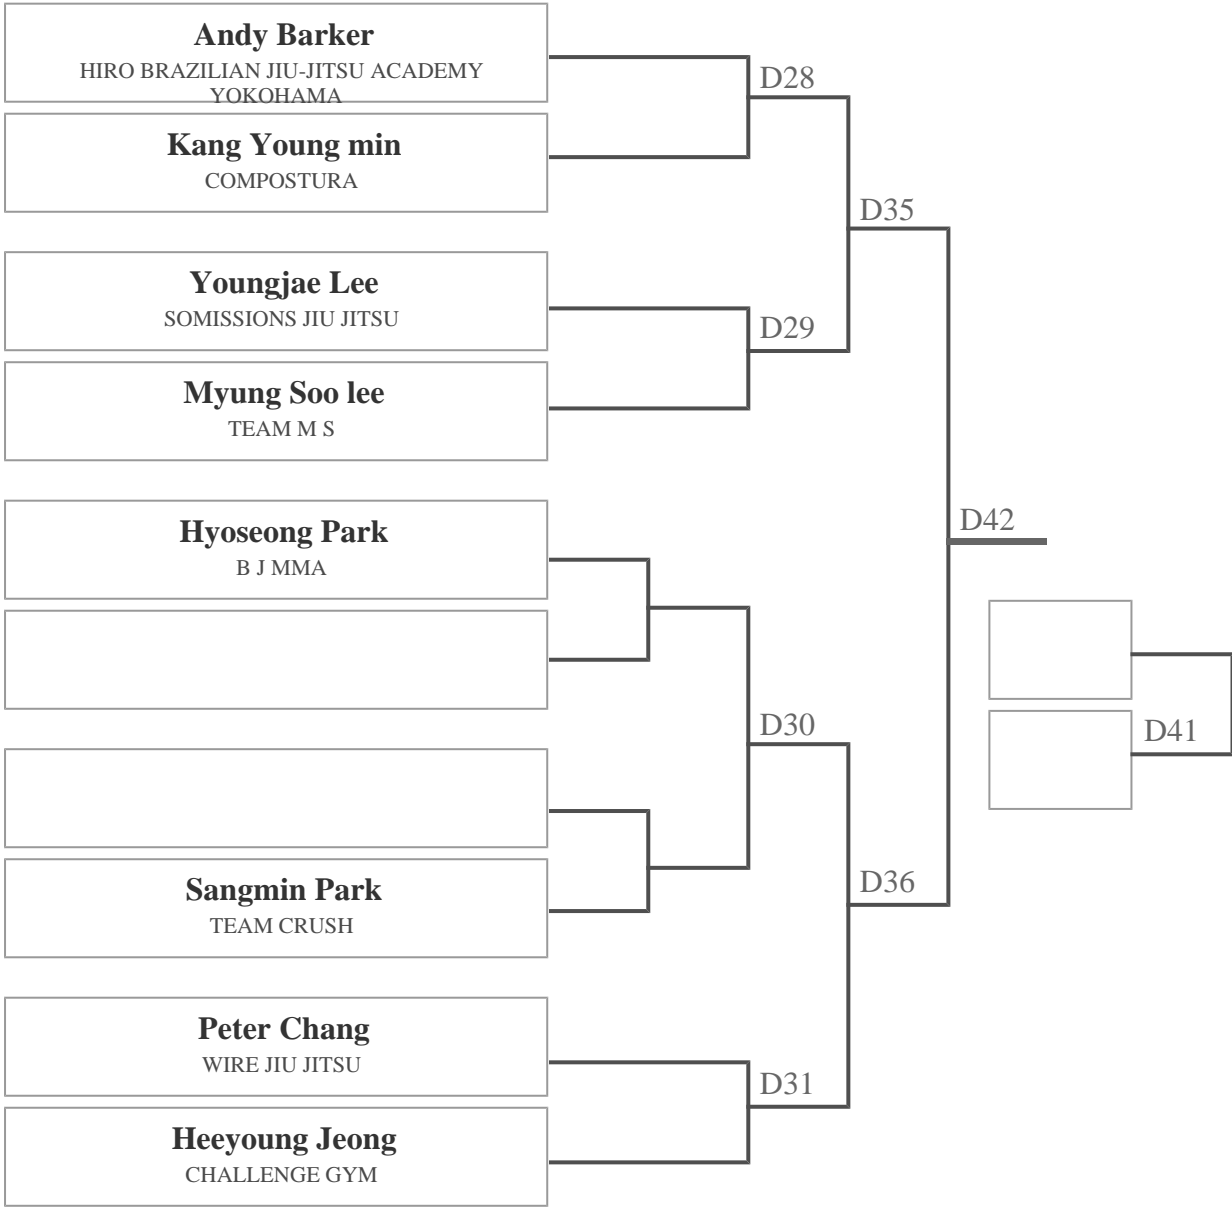 Andy Barker
HIRO BRAZILIAN JIU-JITSU ACADEMY
YOKOHAMA
D28
Kang Young min
COMPOSTURA
D35
Youngjae Lee
SOMISSIONS JIU JITSU
D29
Myung Soo lee
TEAM M S
Hyoseong Park
B J MMA
D42
D30
D41
Sangmin Park
TEAM CRUSH
D36
Peter Chang
WIRE JIU JITSU
D31
Heeyoung Jeong
CHALLENGE GYM